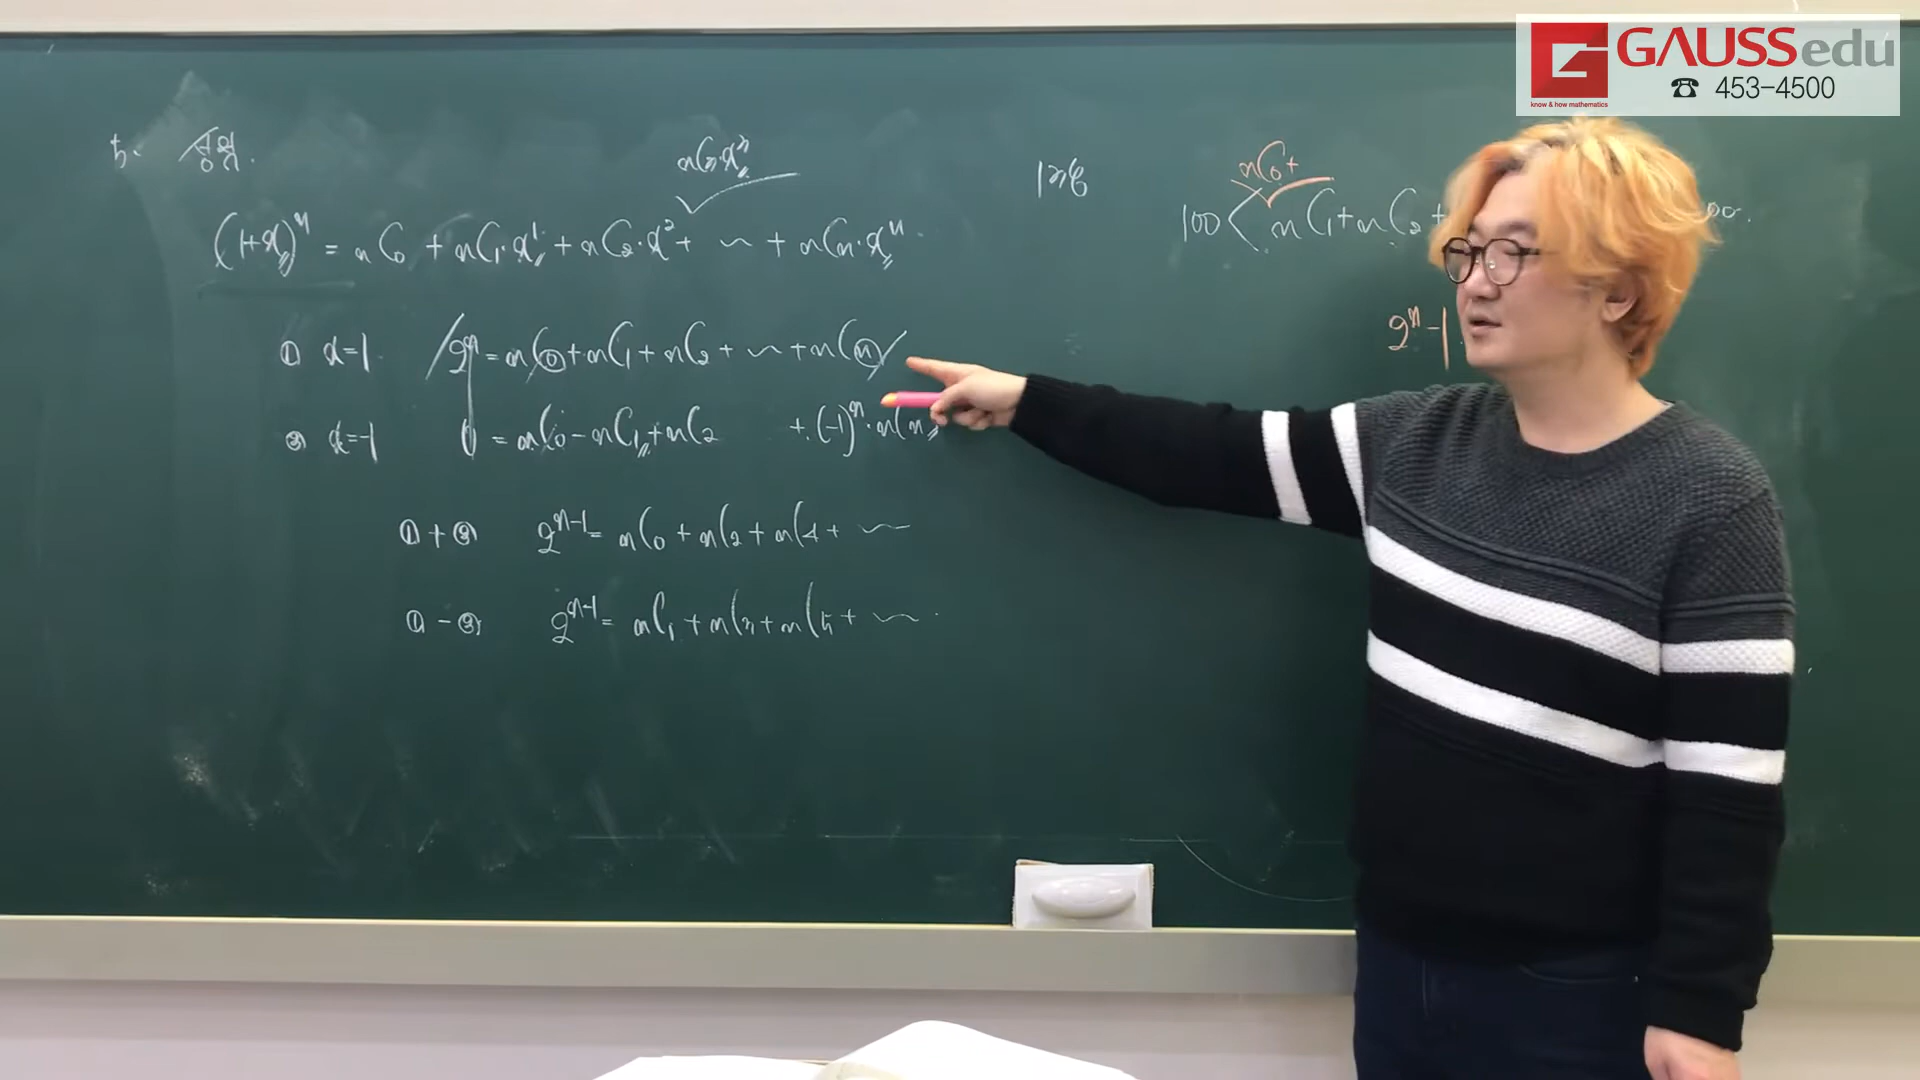 GAUSSedu
know & how mathematics
☎ 453-4500
5. 성질.
nC₃·x³
(1+x)ⁿ = nC₀ + nC₁·x¹ + nC₂·x² + ~ + nCn·xⁿ.
① x=1. 2ⁿ = nC₀ + nC₁ + nC₂ + ~ + nCn
② x=-1 0 = nC₀ - nC₁ + nC₂ + (-1)ⁿ·nCn
①+② 2ⁿ⁻¹ = nC₀ + nC₂ + nC₄ + ~
①-② 2ⁿ⁻¹ = nC₁ + nC₃ + nC₅ + ~
nC₀+
100 < nC₁ + nC₂ +
2ⁿ-1